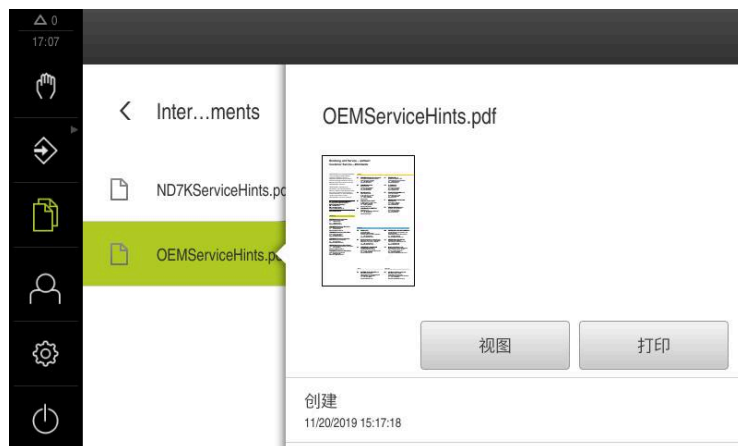 0
17:07
Inter…ments
ND7KServiceHints.pd
OEMServiceHints.p
OEMServiceHints.pdf
视图
打印
创建
11/20/2019 15:17:18